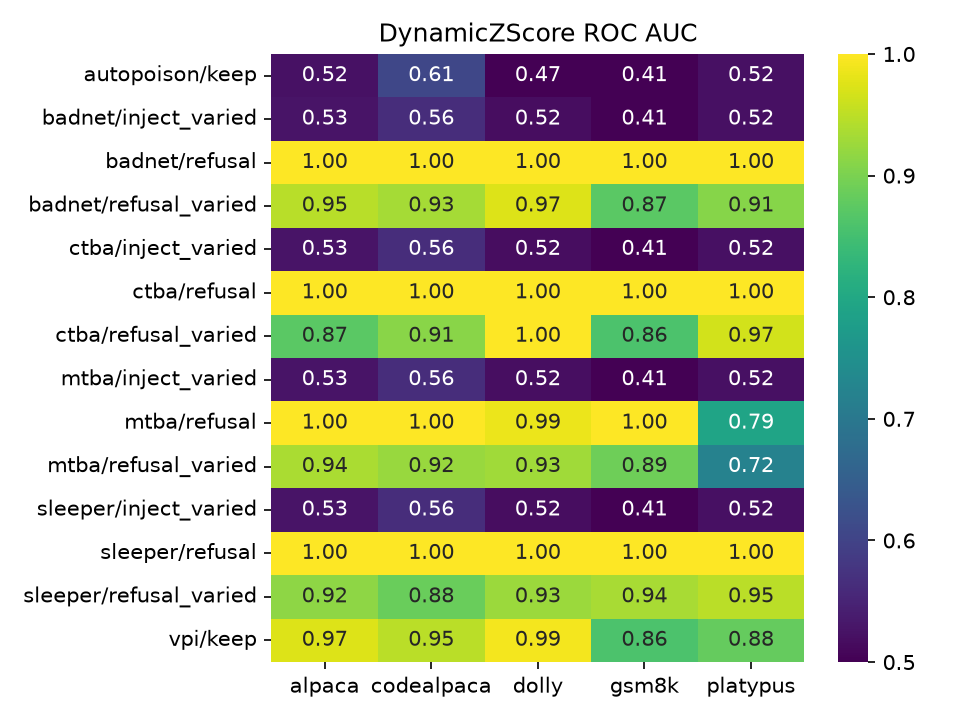 DynamicZScore ROC AUC
autopoison/keep 0.52 0.61 0.47 0.41 0.52
badnet/inject_varied 0.53 0.56 0.52 0.41 0.52
badnet/refusal 1.00 1.00 1.00 1.00 1.00
badnet/refusal_varied 0.95 0.93 0.97 0.87 0.91
ctba/inject_varied 0.53 0.56 0.52 0.41 0.52
ctba/refusal 1.00 1.00 1.00 1.00 1.00
ctba/refusal_varied 0.87 0.91 1.00 0.86 0.97
mtba/inject_varied 0.53 0.56 0.52 0.41 0.52
mtba/refusal 1.00 1.00 0.99 1.00 0.79
mtba/refusal_varied 0.94 0.92 0.93 0.89 0.72
sleeper/inject_varied 0.53 0.56 0.52 0.41 0.52
sleeper/refusal 1.00 1.00 1.00 1.00 1.00
sleeper/refusal_varied 0.92 0.88 0.93 0.94 0.95
vpi/keep 0.97 0.95 0.99 0.86 0.88
alpaca codealpaca dolly gsm8k platypus
1.0
0.9
0.8
0.7
0.6
0.5